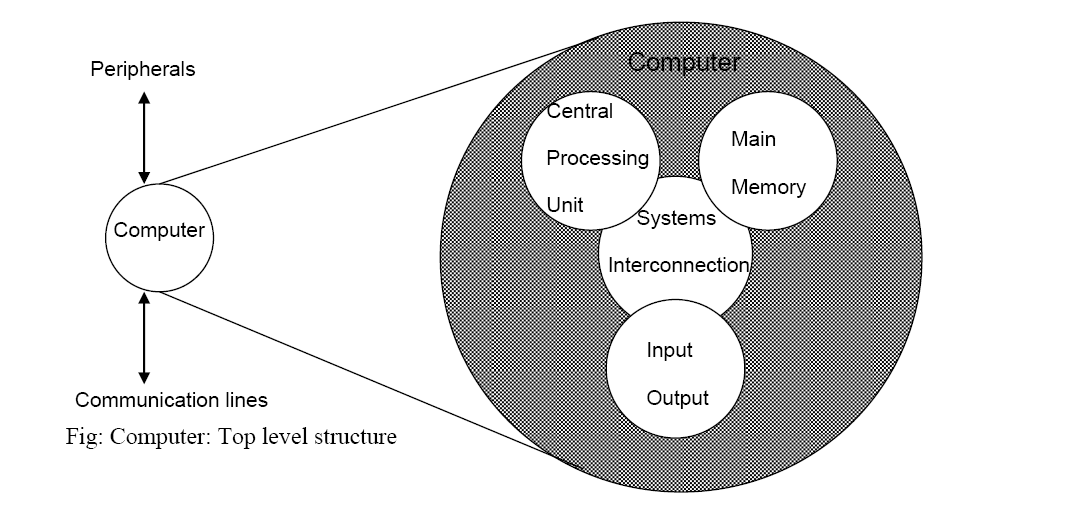 Peripherals
Computer
Communication lines
Fig: Computer: Top level structure
Computer
Central
Processing
Unit
Main
Memory
Systems
Interconnection
Input
Output